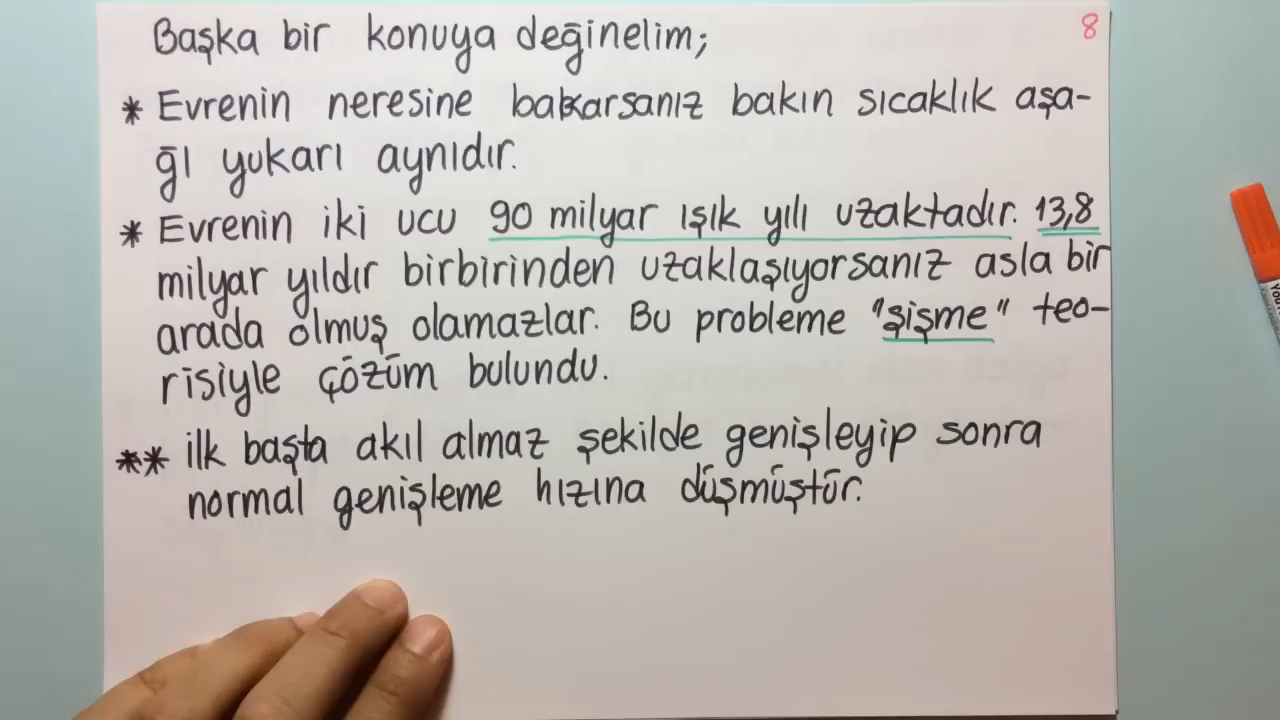 8
Başka bir konuya değinelim;
* Evrenin neresine bakarsanız bakın sıcaklık aşa-
ğı yukarı aynıdır.
* Evrenin iki ucu 90 milyar ışık yılı uzaktadır. 13,8
milyar yıldır birbirinden uzaklaşıyorsanız asla bir
arada olmuş olamazlar. Bu probleme "şişme" teo-
risiyle çözüm bulundu.
** ilk başta akıl almaz şekilde genişleyip sonra
normal genişleme hızına düşmüştür.